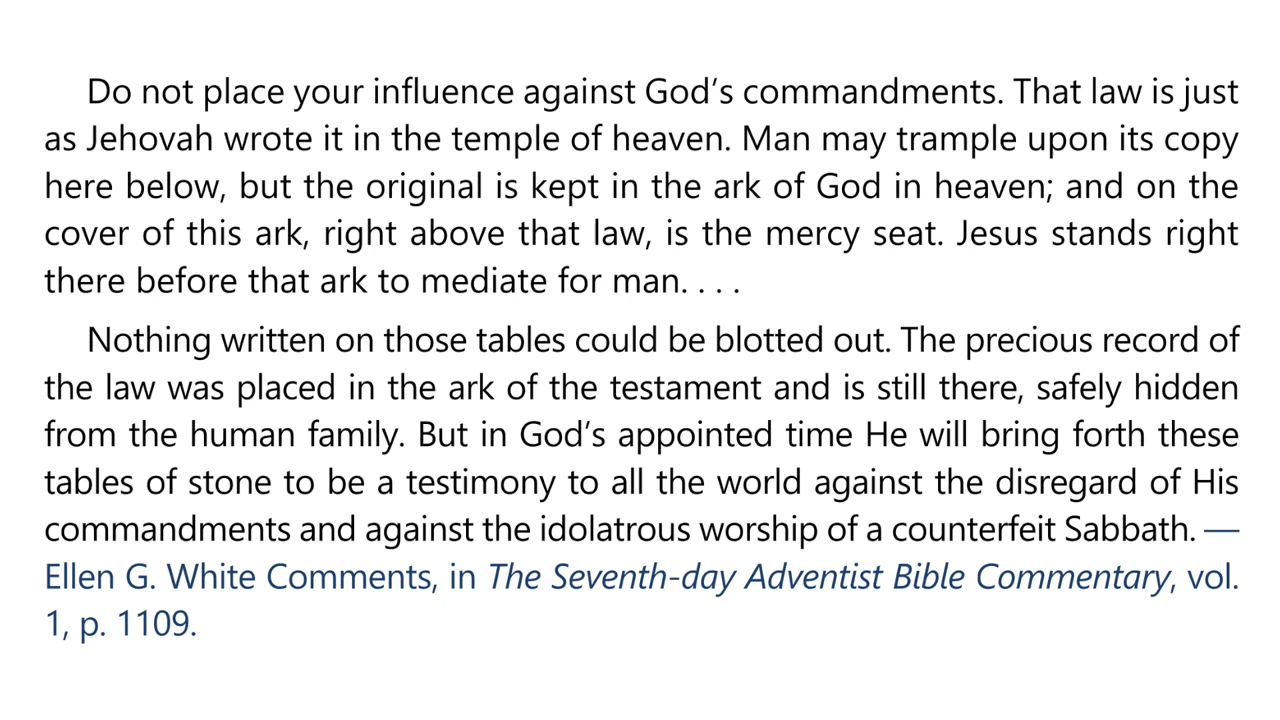 Do not place your influence against God’s commandments. That law is just
as Jehovah wrote it in the temple of heaven. Man may trample upon its copy
here below, but the original is kept in the ark of God in heaven; and on the
cover of this ark, right above that law, is the mercy seat. Jesus stands right
there before that ark to mediate for man. . . .
Nothing written on those tables could be blotted out. The precious record of
the law was placed in the ark of the testament and is still there, safely hidden
from the human family. But in God’s appointed time He will bring forth these
tables of stone to be a testimony to all the world against the disregard of His
commandments and against the idolatrous worship of a counterfeit Sabbath. —
Ellen G. White Comments, in The Seventh-day Adventist Bible Commentary, vol.
1, p. 1109.